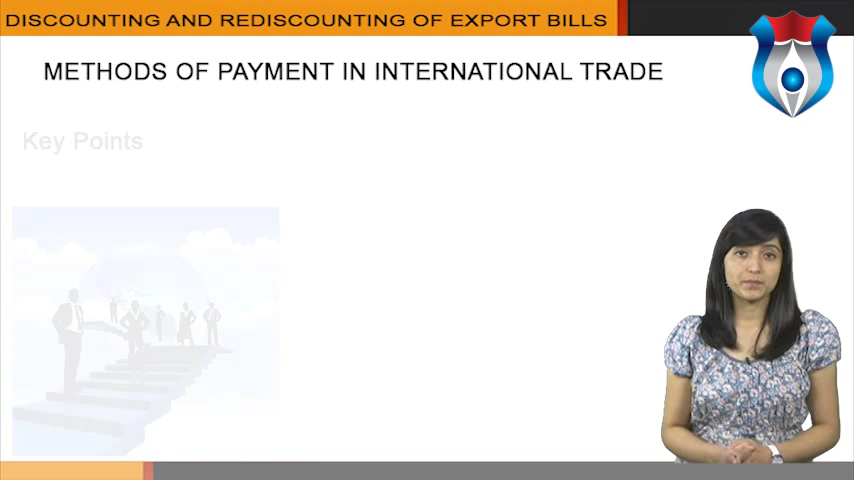 DISCOUNTING AND REDISCOUNTING OF EXPORT BILLS
METHODS OF PAYMENT IN INTERNATIONAL TRADE
Key Points